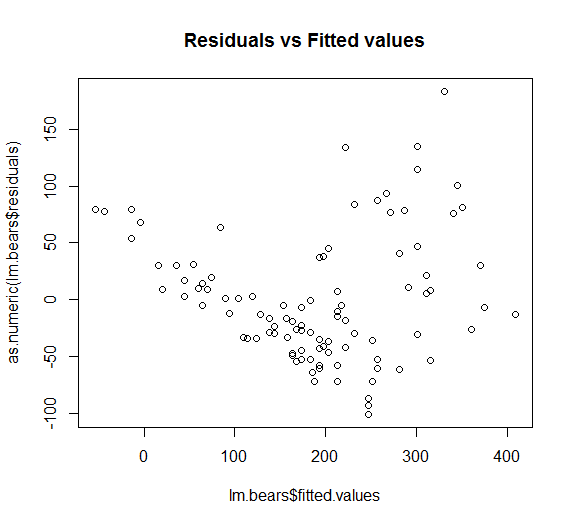 Residuals vs Fitted values
as.numeric(lm.bears$residuals)
150
100
50
0
-50
-100
0 100 200 300 400
lm.bears$fitted.values